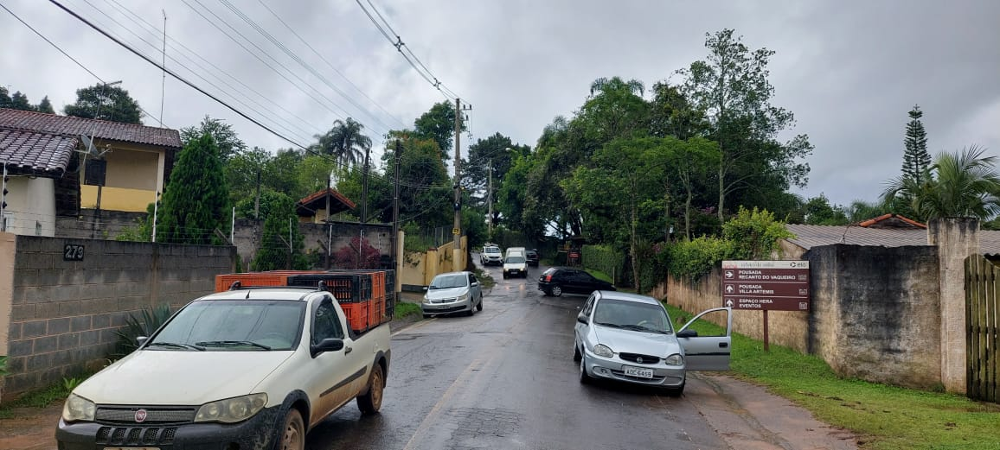 279
POUSADA
RECANTO DO VAQUEIRO
POUSADA
VILLA ARTEMIS
ESPAÇO HERA
EVENTOS
FIAT